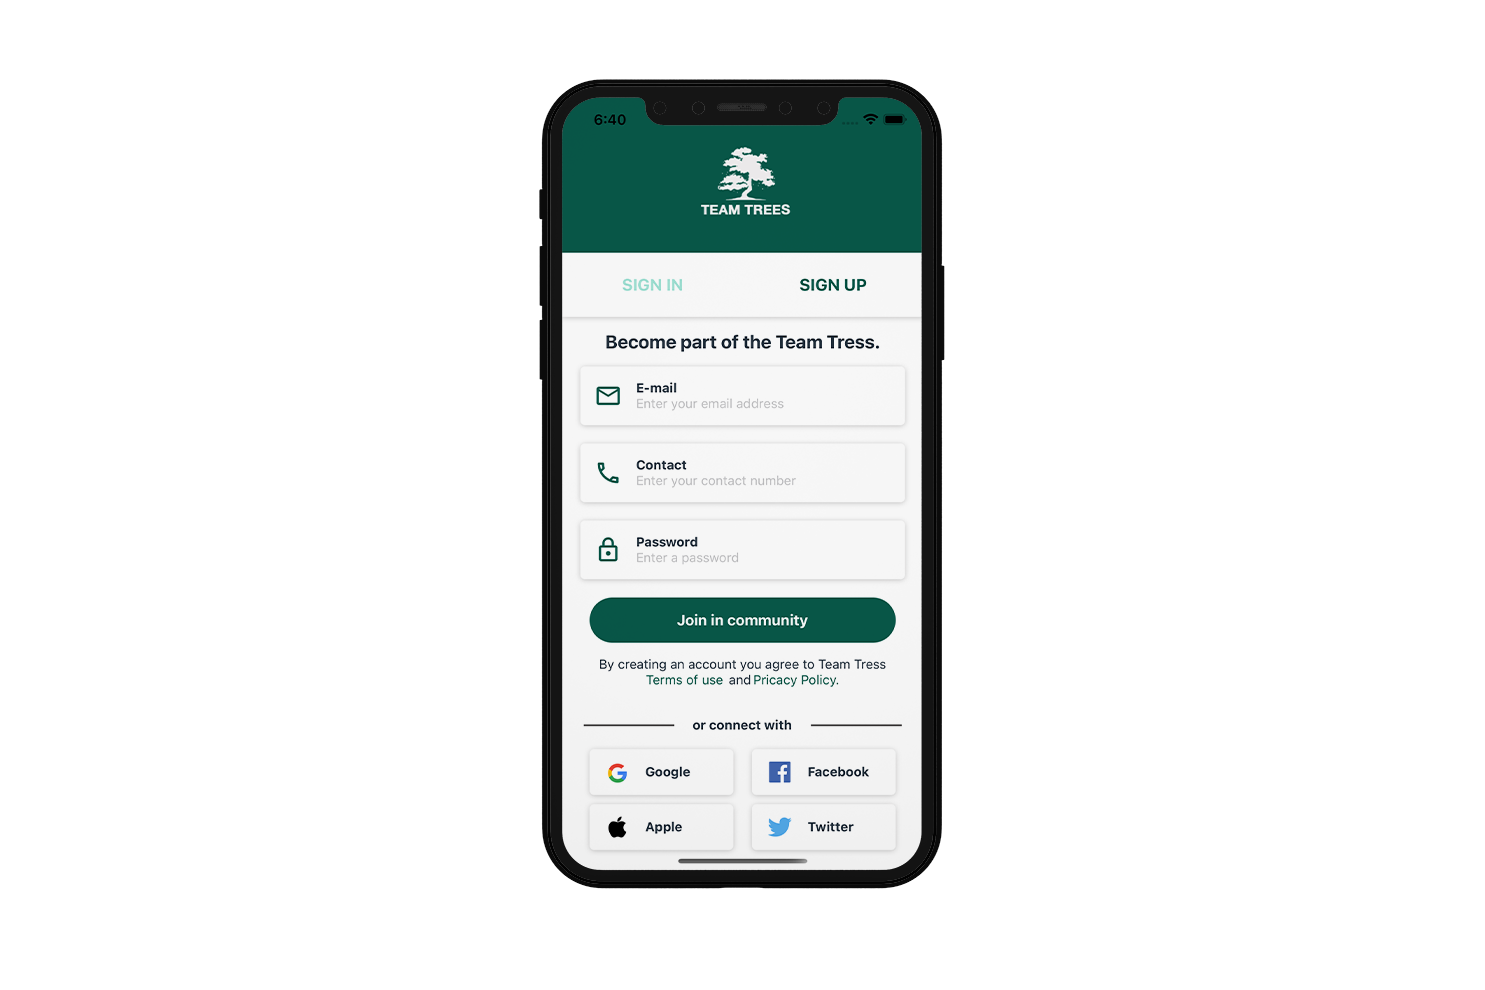 6:40
TEAM TREES
SIGN IN SIGN UP
Become part of the Team Tress.
E-mail
Enter your email address
Contact
Enter your contact number
Password
Enter a password
Join in community
By creating an account you agree to Team Tress
Terms of use and Pricacy Policy.
or connect with
Google Facebook
Apple Twitter